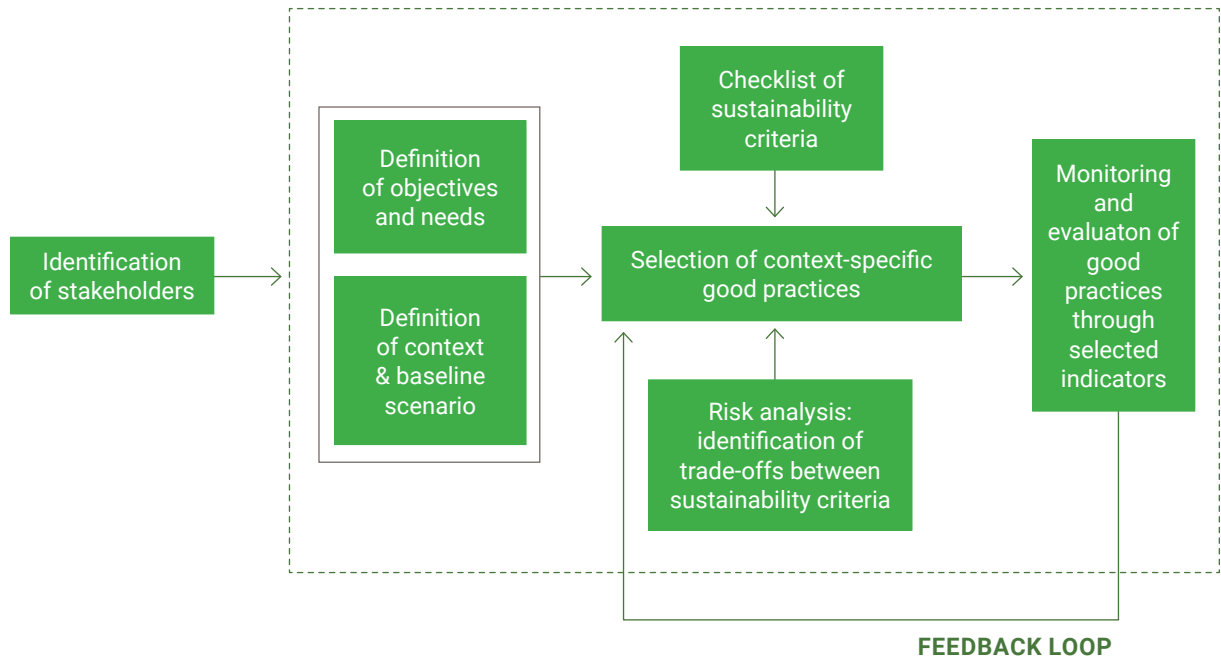 Identification
of stakeholders
Definition
of objectives
and needs
Definition
of context
& baseline
scenario
Checklist of
sustainability
criteria
Selection of context-specific
good practices
Risk analysis:
identification of
trade-offs between
sustainability criteria
Monitoring
and
evaluaton of
good
practices
through
selected
indicators
FEEDBACK LOOP